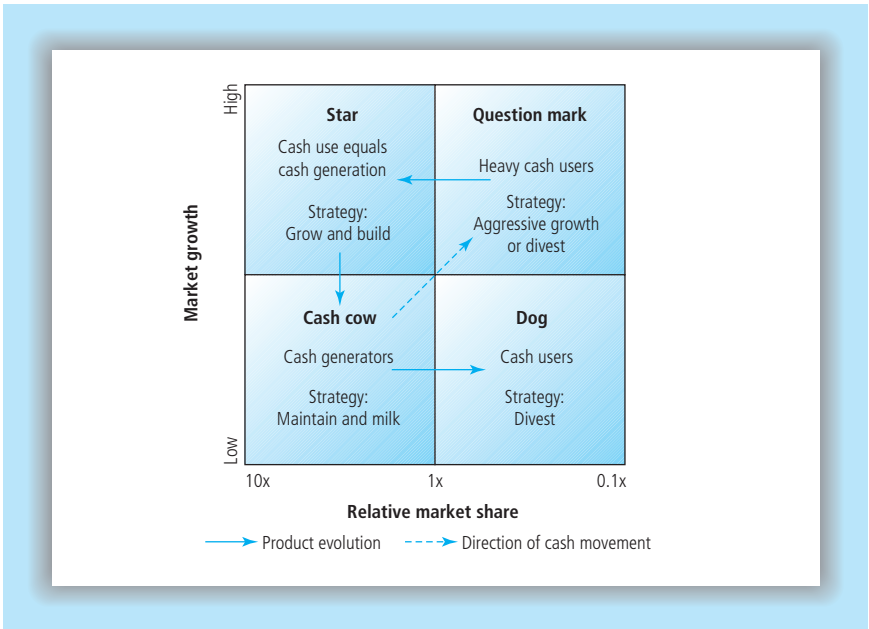 High
Star
Cash use equals
cash generation
Strategy:
Grow and build
Question mark
Heavy cash users
Strategy:
Aggressive growth
or divest
Market growth
Cash cow
Cash generators
Strategy:
Maintain and milk
Dog
Cash users
Strategy:
Divest
Low
10x
1x
0.1x
Relative market share
Product evolution
Direction of cash movement